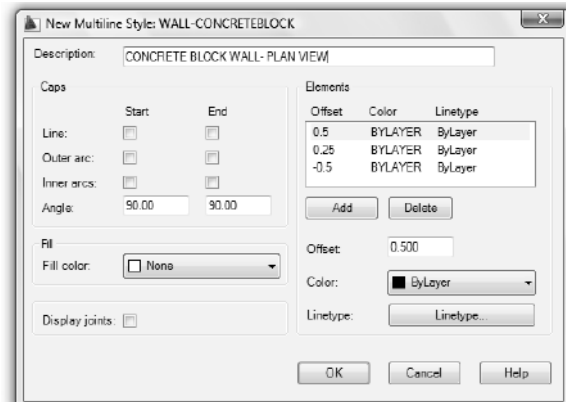 New Multiline Style: WALL-CONCRETEBLOCK
Description: CONCRETE BLOCK WALL- PLAN VIEW
Caps
Start End
Line:
Outer arc:
Inner arcs:
Angle: 90.00 90.00
Fill
Fill color: None
Display joints:
Elements
Offset Color Linetype
0.5 BYLAYER ByLayer
0.25 BYLAYER ByLayer
-0.5 BYLAYER ByLayer
Add Delete
Offset: 0.500
Color: ByLayer
Linetype: Linetype...
OK Cancel Help